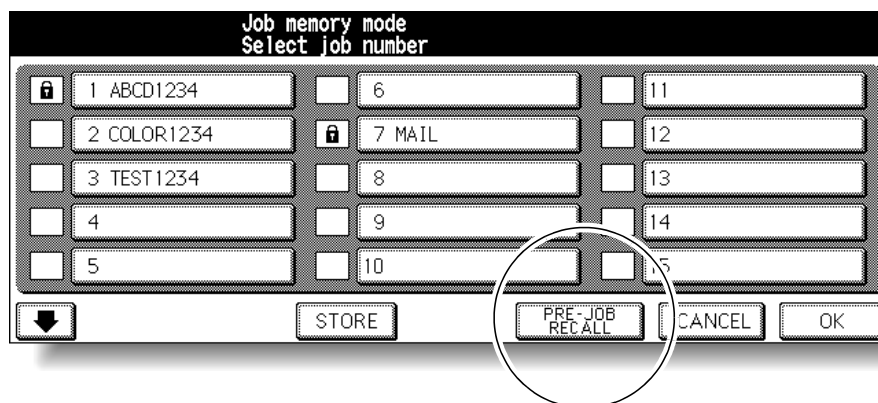 Job memory mode
Select job number
1 ABCD1234
6
11
2 COLOR1234
7 MAIL
12
3 TEST1234
8
13
4
9
14
5
10
15
STORE
PRE-JOB
RECALL
CANCEL
OK